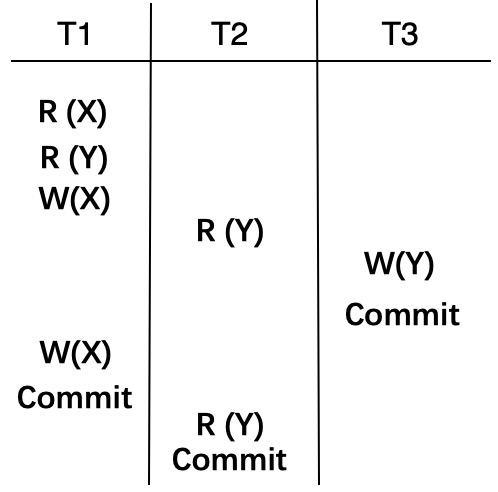 T1 T2 T3
R (X)
R (Y)
W(X)
R (Y)
W(Y)
Commit
W(X)
Commit
R (Y)
Commit